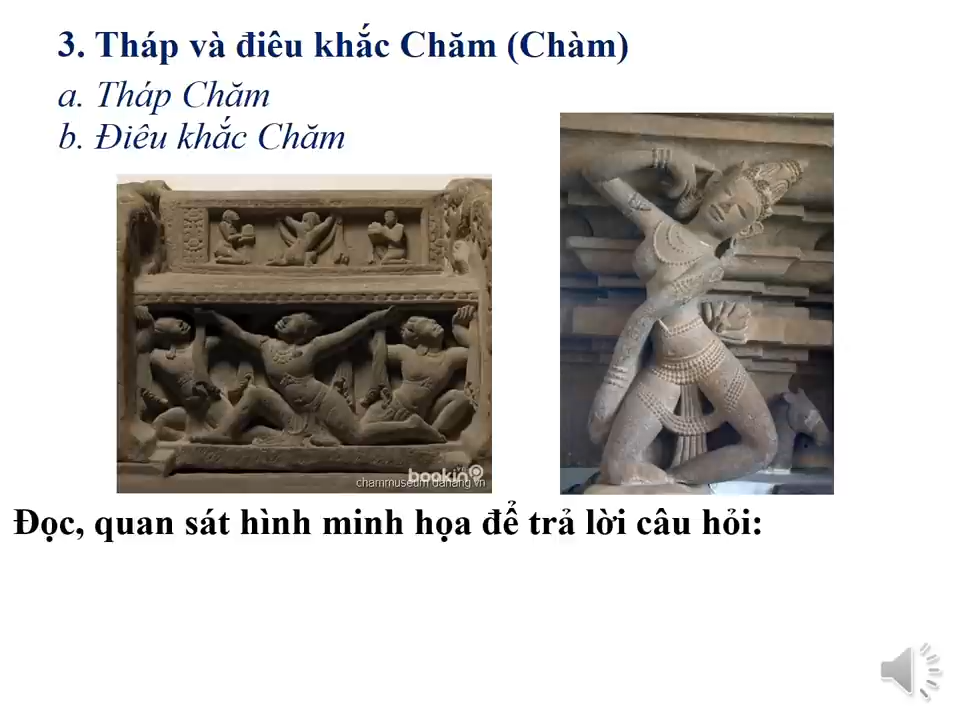 3. Tháp và điêu khắc Chăm (Chàm)
a. Tháp Chăm
b. Điêu khắc Chăm
bookin
chammuseum danang.vn
Đọc, quan sát hình minh họa để trả lời câu hỏi: